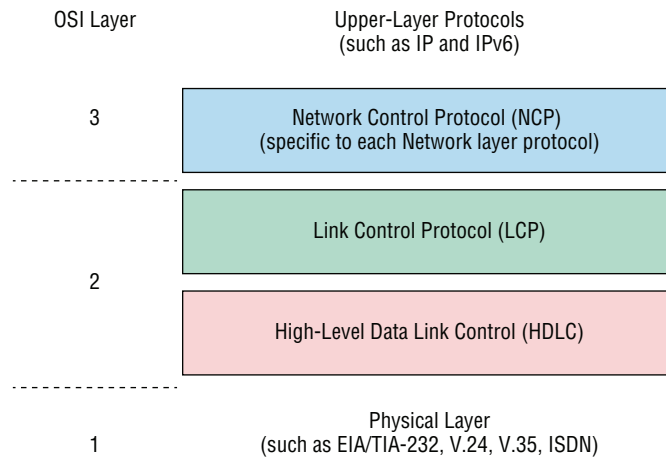 OSI Layer
Upper-Layer Protocols
(such as IP and IPv6)
3
Network Control Protocol (NCP)
(specific to each Network layer protocol)
Link Control Protocol (LCP)
2
High-Level Data Link Control (HDLC)
Physical Layer
1
(such as EIA/TIA-232, V.24, V.35, ISDN)